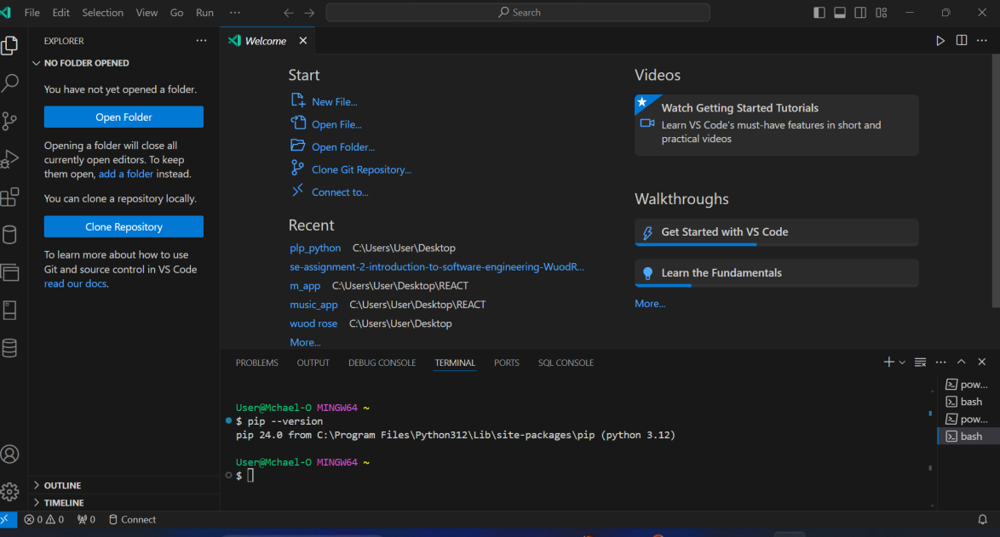 File Edit Selection View Go Run ...
Search
EXPLORER ...
NO FOLDER OPENED
You have not yet opened a folder.
Open Folder
Opening a folder will close all
currently open editors. To keep
them open, add a folder instead.
You can clone a repository locally.
Clone Repository
To learn more about how to use
Git and source control in VS Code
read our docs.
OUTLINE
TIMELINE
Welcome
Start
New File...
Open File...
Open Folder...
Clone Git Repository...
Connect to...
Recent
plp_python C:\Users\User\Desktop
se-assignment-2-introduction-to-software-engineering-WuodR...
m_app C:\Users\User\Desktop\REACT
music_app C:\Users\User\Desktop\REACT
wuod rose C:\Users\User\Desktop
More...
Videos
Watch Getting Started Tutorials
Learn VS Code's must-have features in short and
practical videos
Walkthroughs
Get Started with VS Code
Learn the Fundamentals
More...
PROBLEMS OUTPUT DEBUG CONSOLE TERMINAL PORTS SQL CONSOLE
User@Mchael-O MINGW64 ~
$ pip --version
pip 24.0 from C:\Program Files\Python312\Lib\site-packages\pip (python 3.12)
User@Mchael-O MINGW64 ~
$
pow...
bash
pow...
bash
0 0 0 Connect